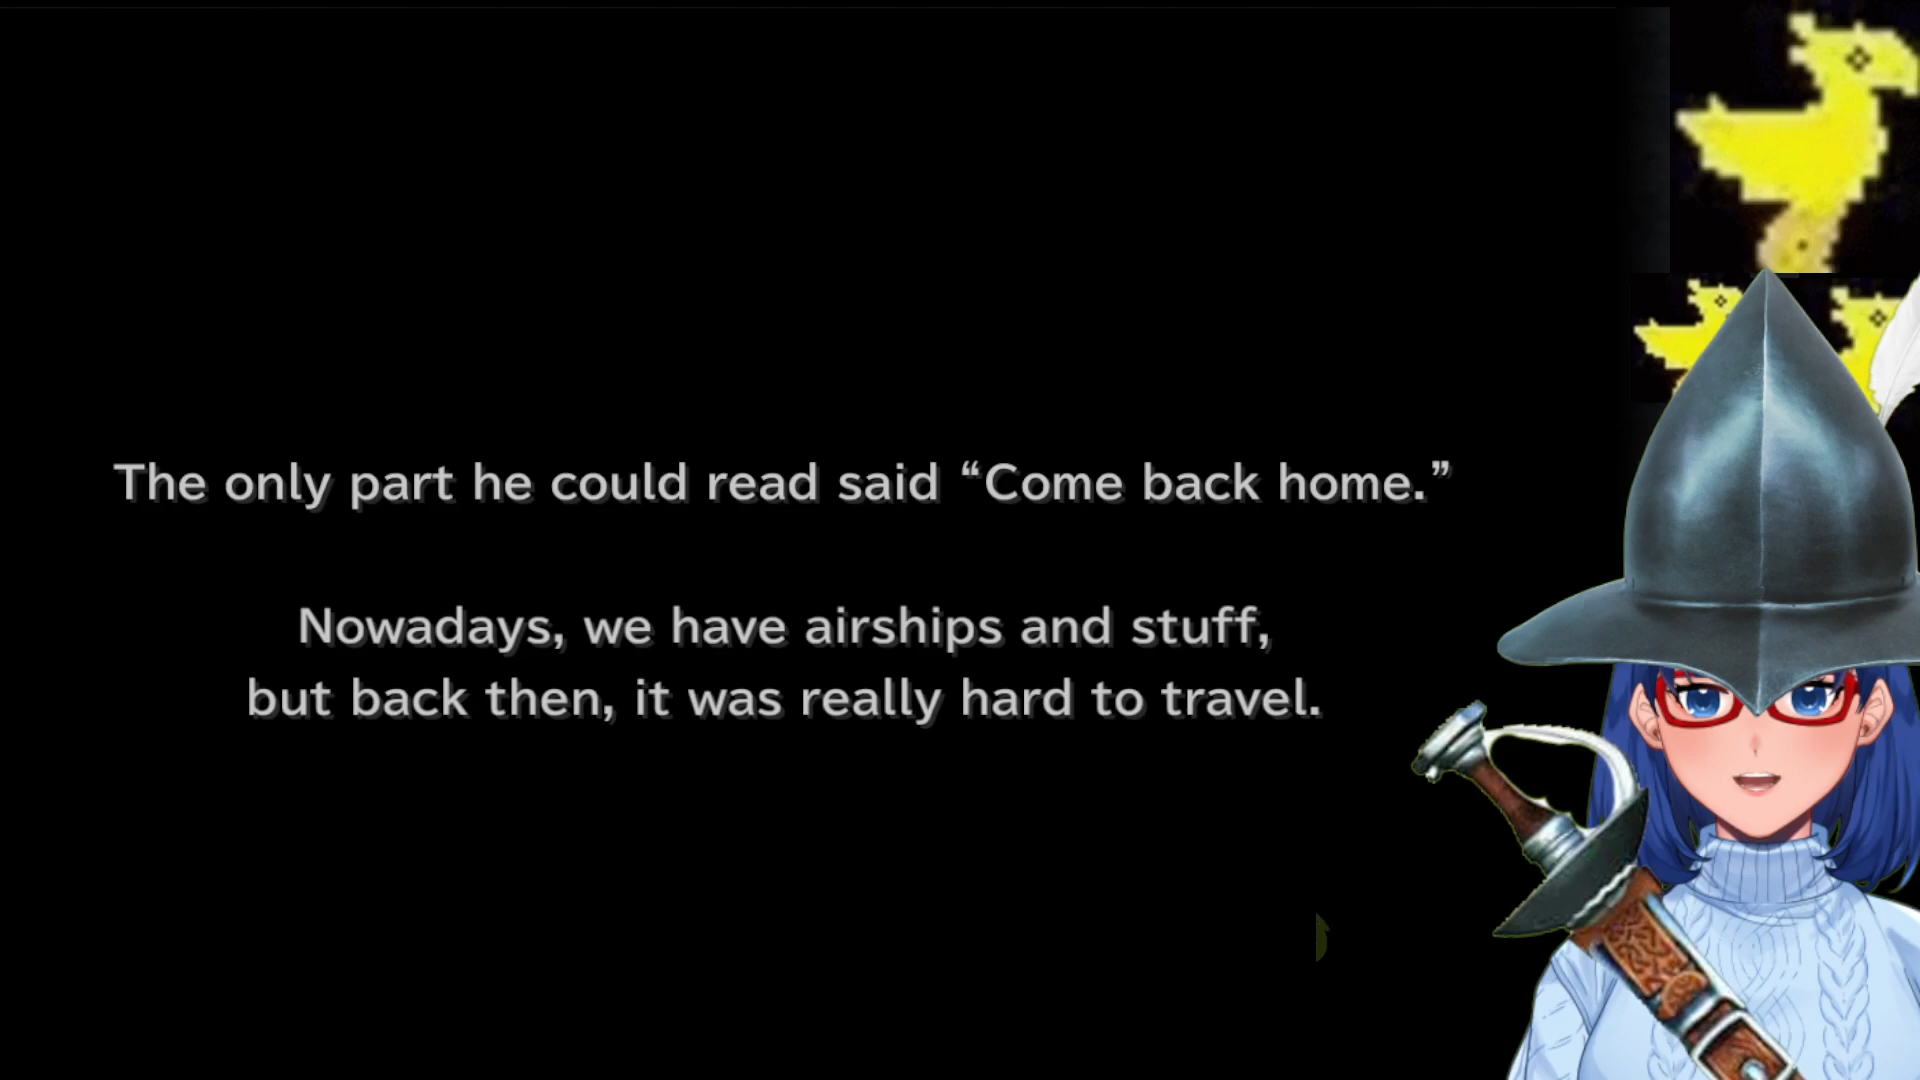 The only part he could read said “Come back home.”
Nowadays, we have airships and stuff,
but back then, it was really hard to travel.